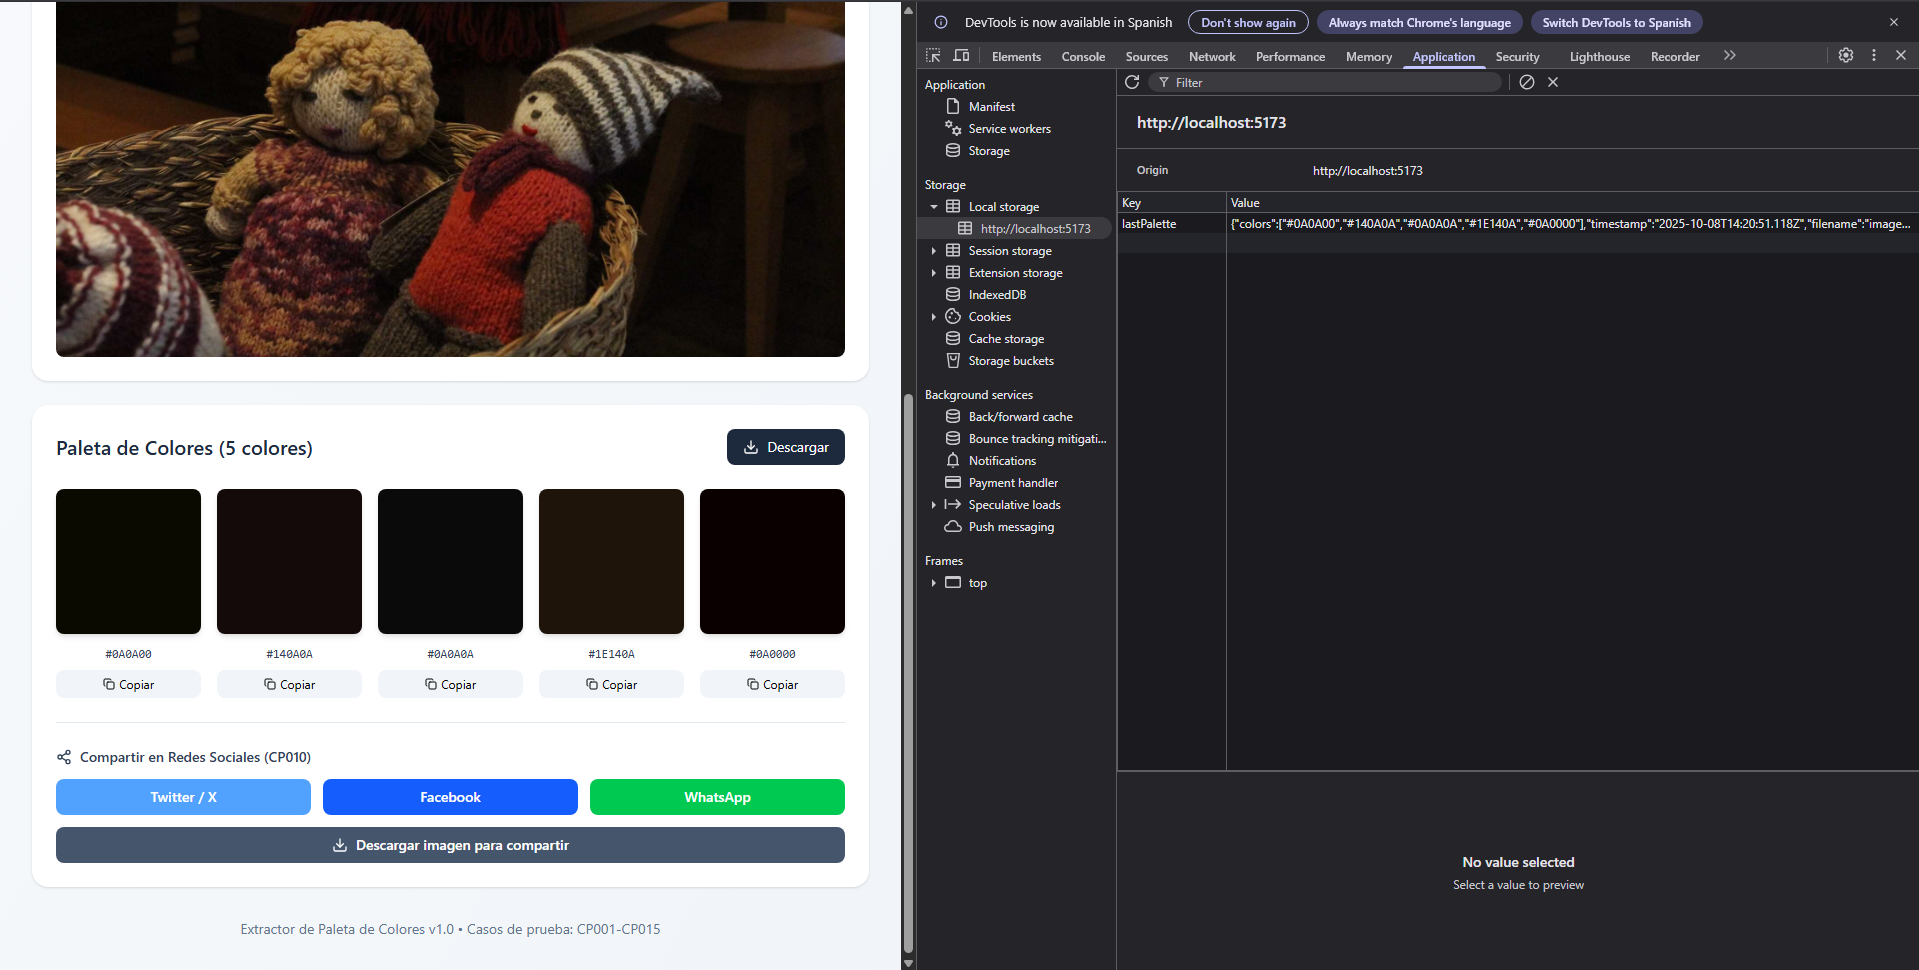 DevTools is now available in Spanish
Don't show again
Always match Chrome's language
Switch DevTools to Spanish
Elements
Console
Sources
Network
Performance
Memory
Application
Security
Lighthouse
Recorder
Application
Manifest
Service workers
Storage
Storage
Local storage
http://localhost:5173
Session storage
Extension storage
IndexedDB
Cookies
Cache storage
Storage buckets
Background services
Back/forward cache
Bounce tracking mitigati...
Notifications
Payment handler
Speculative loads
Push messaging
Frames
top
Filter
http://localhost:5173
Origin http://localhost:5173
Key Value
lastPalette {"colors":["#0A0A00","#140A0A","#0A0A0A","#1E140A","#0A0000"],"timestamp":"2025-10-08T14:20:51.118Z","filename":"image...
No value selected
Select a value to preview
Paleta de Colores (5 colores)
Descargar
#0A0A00
#140A0A
#0A0A0A
#1E140A
#0A0000
Copiar
Copiar
Copiar
Copiar
Copiar
Compartir en Redes Sociales (CP010)
Twitter / X
Facebook
WhatsApp
Descargar imagen para compartir
Extractor de Paleta de Colores v1.0 • Casos de prueba: CP001-CP015